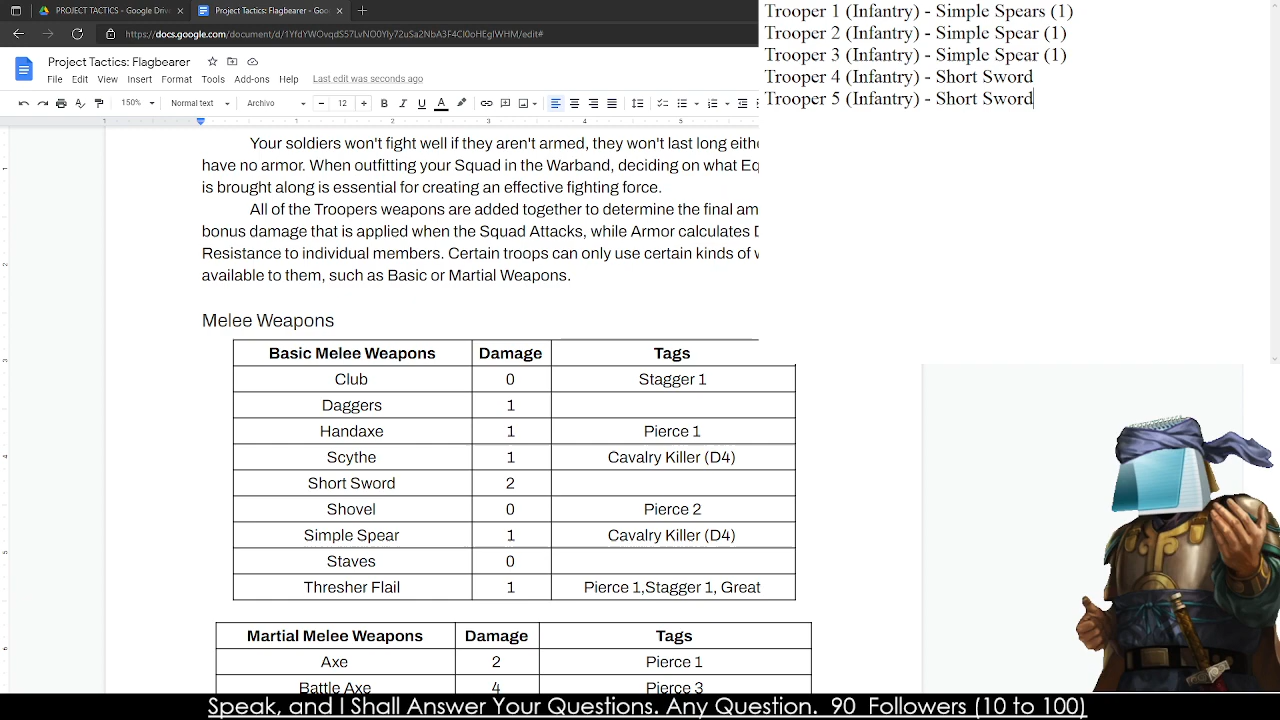 PROJECT TACTICS - Google Driv
Project Tactics: Flagbearer - Goo
https://docs.google.com/document/d/1YfdYWOvqdS57LvNO0Yly72uSa2NbA3F4Cl0oHEglWHM/edit#
Project Tactics: Flagbearer
File Edit View Insert Format Tools Add-ons Help Last edit was seconds ago
150% Normal text Archivo 12
Your soldiers won't fight well if they aren't armed, they won't last long eithe
have no armor. When outfitting your Squad in the Warband, deciding on what Eq
is brought along is essential for creating an effective fighting force.
All of the Troopers weapons are added together to determine the final am
bonus damage that is applied when the Squad Attacks, while Armor calculates D
Resistance to individual members. Certain troops can only use certain kinds of w
available to them, such as Basic or Martial Weapons.
Melee Weapons
Basic Melee Weapons Damage Tags
Club 0 Stagger 1
Daggers 1
Handaxe 1 Pierce 1
Scythe 1 Cavalry Killer (D4)
Short Sword 2
Shovel 0 Pierce 2
Simple Spear 1 Cavalry Killer (D4)
Staves 0
Thresher Flail 1 Pierce 1,Stagger 1, Great
Martial Melee Weapons Damage Tags
Axe 2 Pierce 1
Battle Axe 4 Pierce 3
Trooper 1 (Infantry) - Simple Spears (1)
Trooper 2 (Infantry) - Simple Spear (1)
Trooper 3 (Infantry) - Simple Spear (1)
Trooper 4 (Infantry) - Short Sword
Trooper 5 (Infantry) - Short Sword
Speak, and I Shall Answer Your Questions. Any Question. 90 Followers (10 to 100)